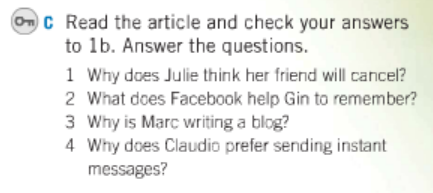 C Read the article and check your answers
to 1b. Answer the questions.
1 Why does Julie think her friend will cancel?
2 What does Facebook help Gin to remember?
3 Why is Marc writing a blog?
4 Why does Claudio prefer sending instant
messages?